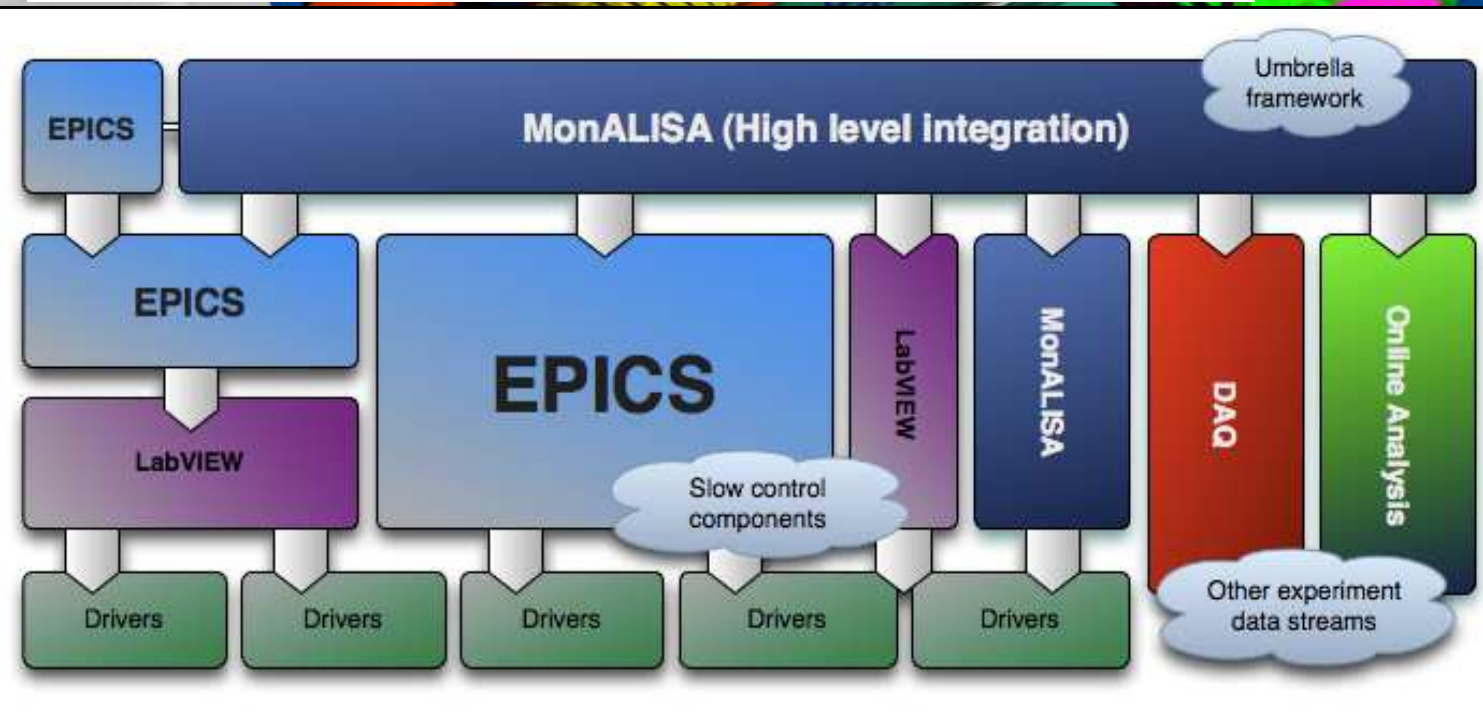 Umbrella
framework
EPICS
MonALISA (High level integration)
EPICS
EPICS
LabVIEW
MonALISA
DAQ
Online Analysis
LabVIEW
Slow control
components
Other experiment
data streams
Drivers
Drivers
Drivers
Drivers
Drivers